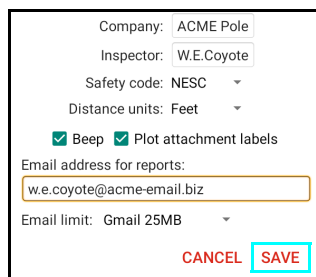 Company: ACME Pole
Inspector: W.E.Coyote
Safety code: NESC
Distance units: Feet
Beep Plot attachment labels
Email address for reports:
w.e.coyote@acme-email.biz
Email limit: Gmail 25MB
CANCEL SAVE